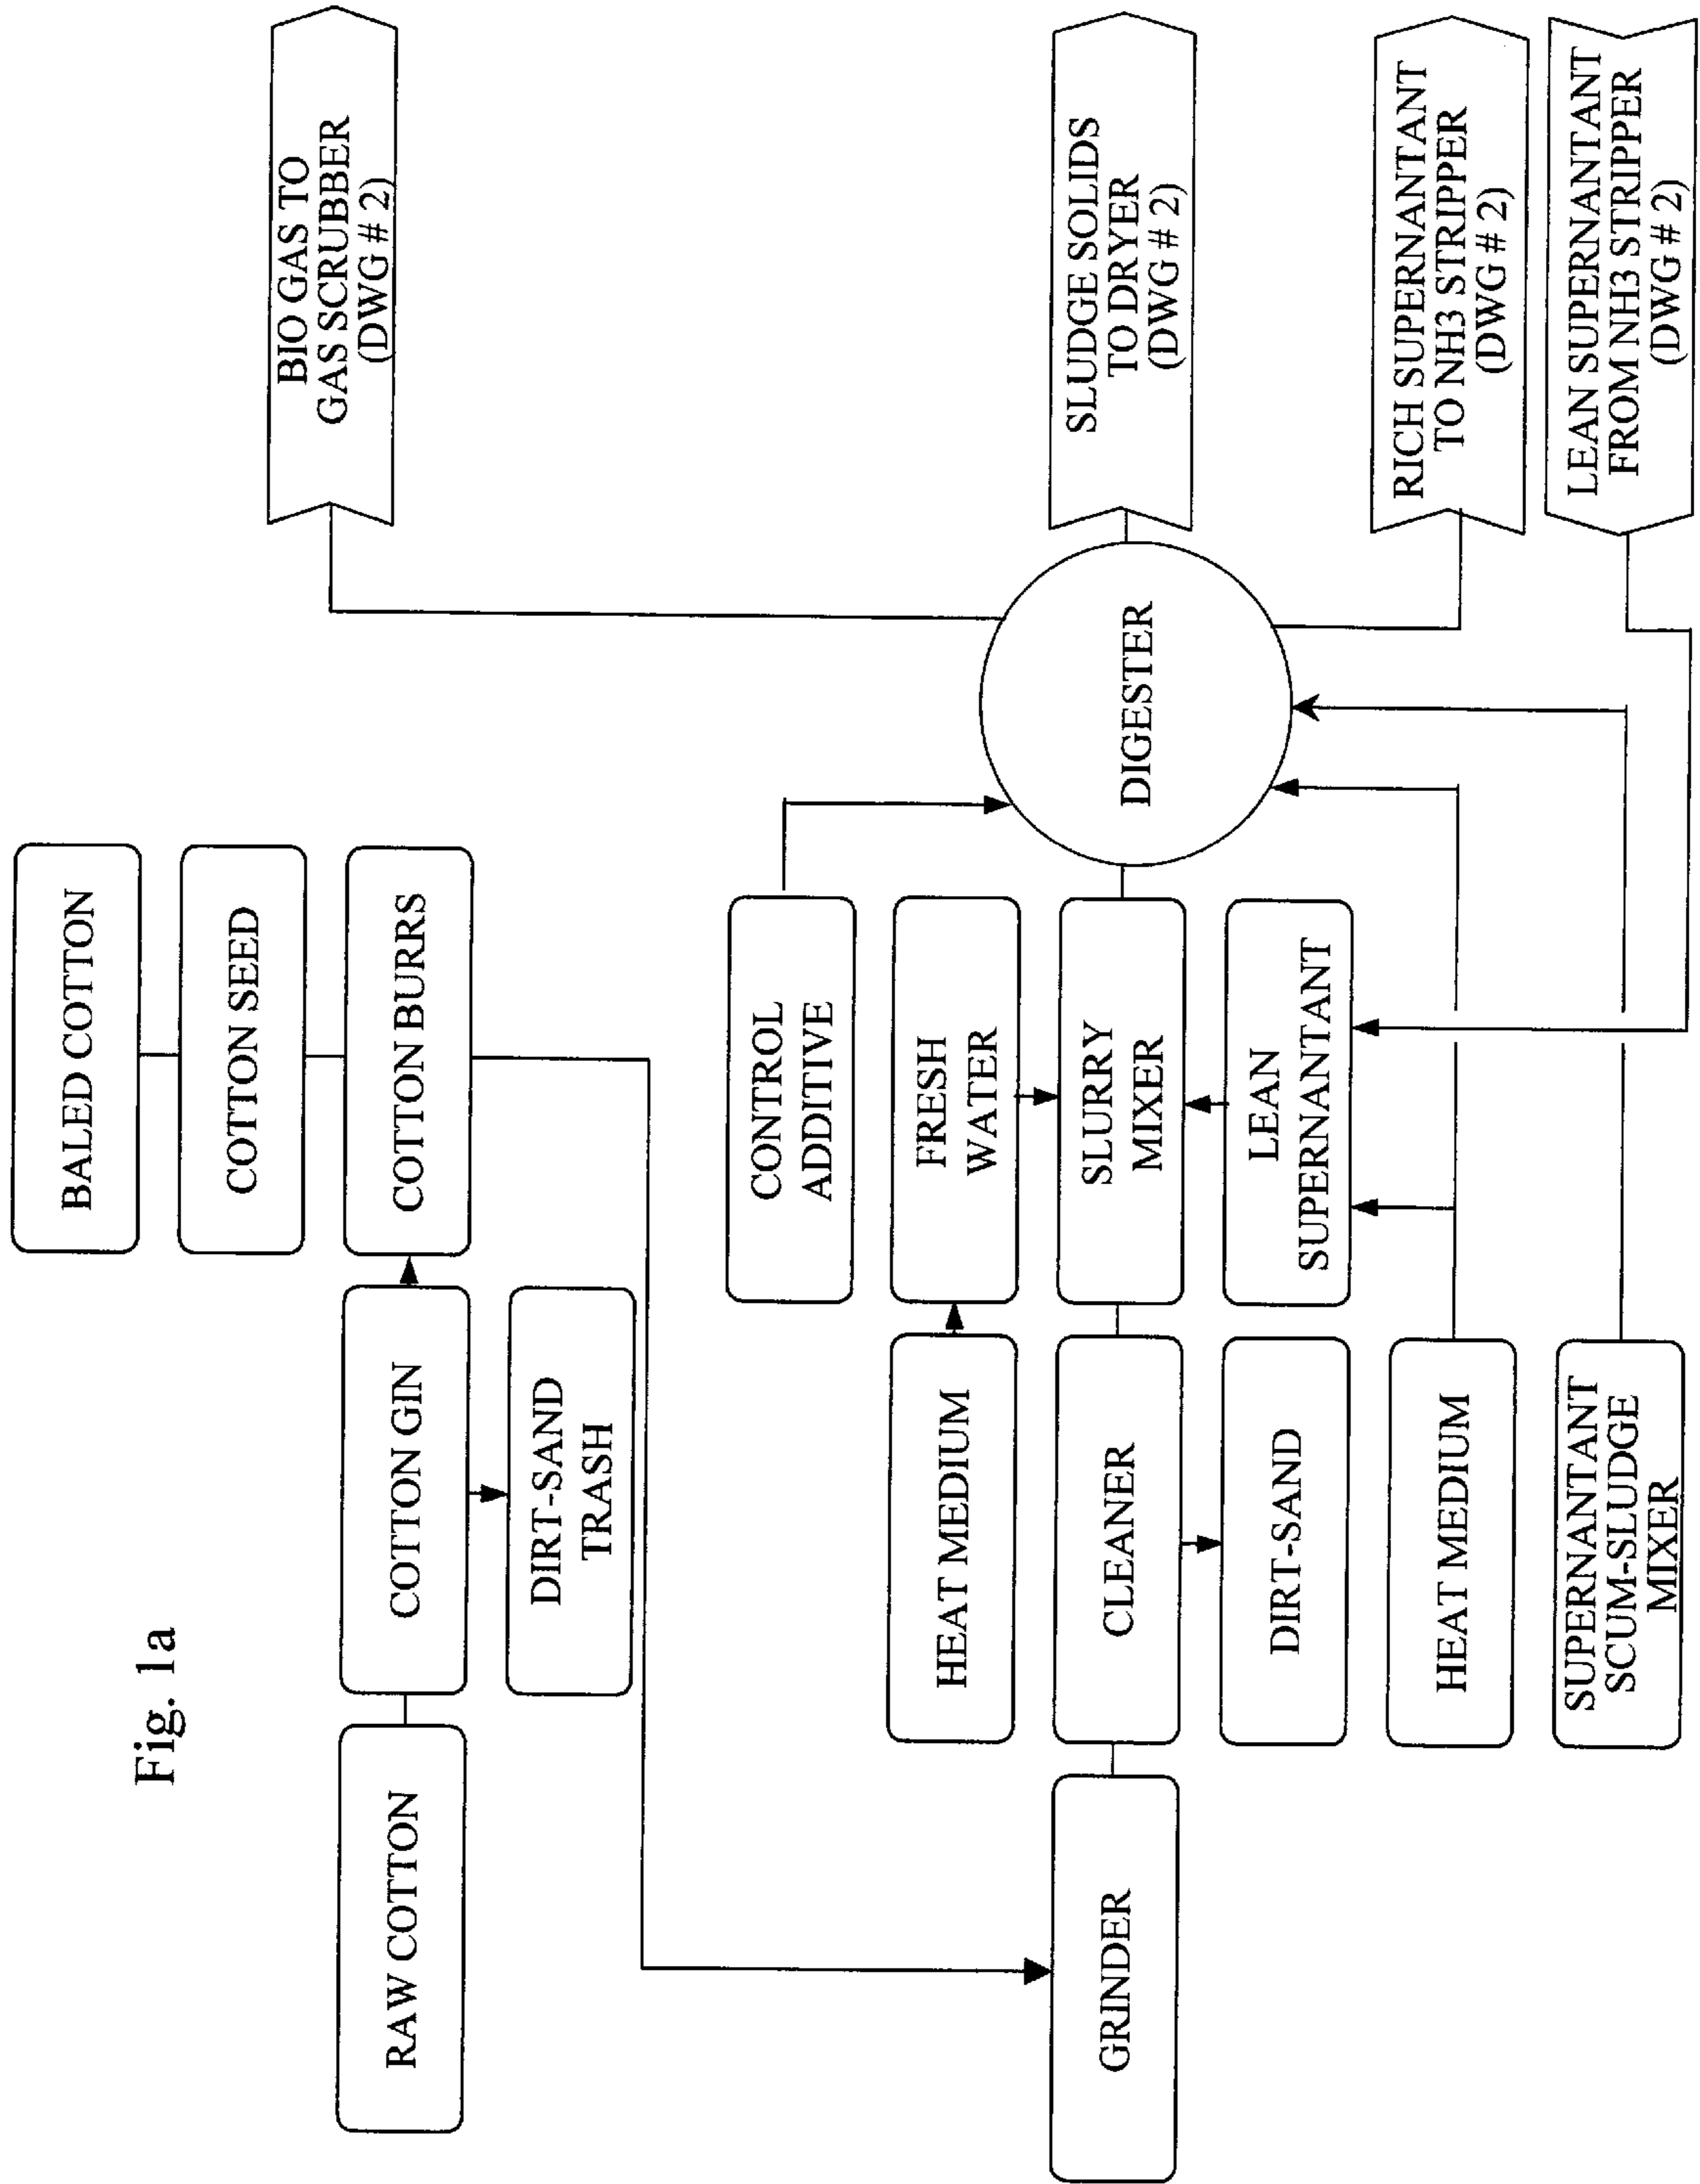 Fig. 1a
BALED COTTON
COTTON SEED
RAW COTTON
COTTON GIN
COTTON BURRS
DIRT-SAND
TRASH
BIO GAS TO
GAS SCRUBBER
(DWG # 2)
CONTROL
ADDITIVE
HEAT MEDIUM
FRESH
WATER
GRINDER
CLEANER
SLURRY
MIXER
DIGESTER
SLUDGE SOLIDS
TO DRYER
(DWG # 2)
DIRT-SAND
LEAN
SUPERNANTANT
HEAT MEDIUM
RICH SUPERNANTANT
TO NH3 STRIPPER
(DWG # 2)
SUPERNANTANT
SCUM-SLUDGE
MIXER
LEAN SUPERNANTANT
FROM NH3 STRIPPER
(DWG # 2)